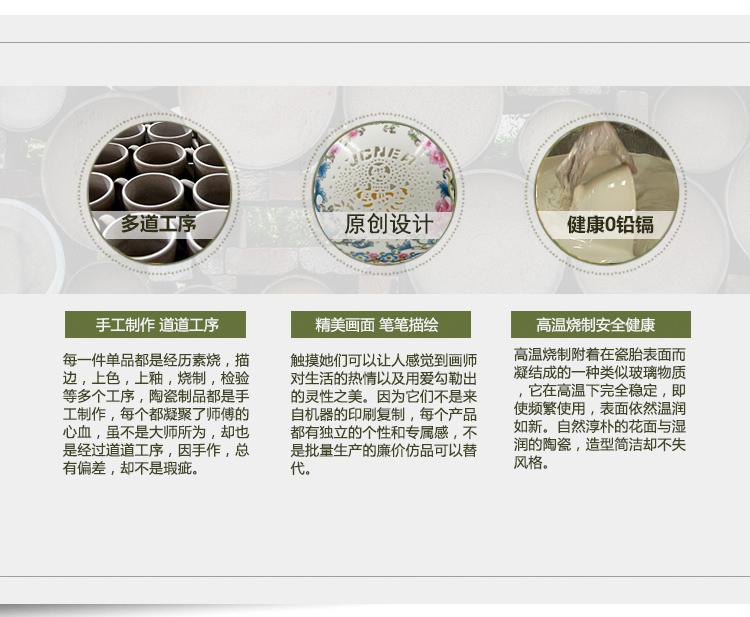 多道工序
原创设计
健康0铅镉
手工制作 道道工序
每一件单品都是经历素烧，描
边，上色，上釉，烧制，检验
等多个工序，陶瓷制品都是手
工制作，每个都凝聚了师傅的
心血，虽不是大师所为，却也
是经过道道工序，因手作，总
有偏差，却不是瑕疵。
精美画面 笔笔描绘
触摸她们可以让人感觉到画师
对生活的热情以及用爱勾勒出
的灵性之美。因为它们不是来
自机器的印刷复制，每个产品
都有独立的个性和专属感，不
是批量生产的廉价仿品可以替
代。
高温烧制安全健康
高温烧制附着在瓷胎表面而
凝结成的一种类似玻璃物质
，它在高温下完全稳定，即
使频繁使用，表面依然温润
如新。自然淳朴的花面与湿
润的陶瓷，造型简洁却不失
风格。